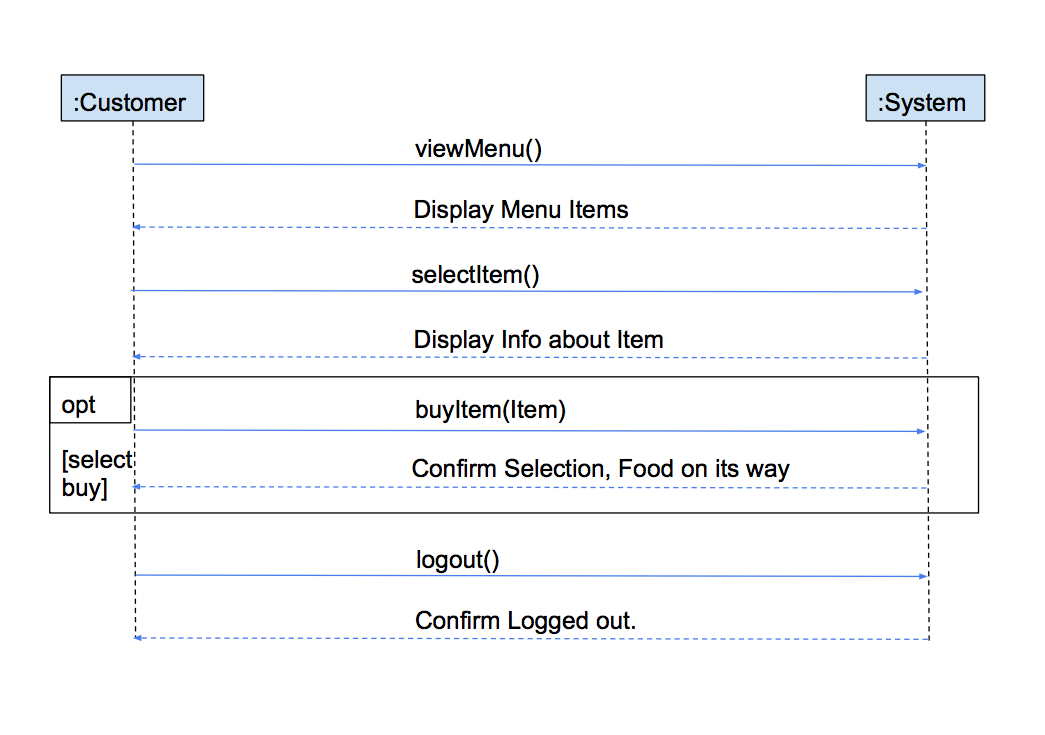 :Customer
:System
viewMenu()
Display Menu Items
selectItem()
Display Info about Item
opt
buyItem(Item)
[select
buy]
Confirm Selection, Food on its way
logout()
Confirm Logged out.